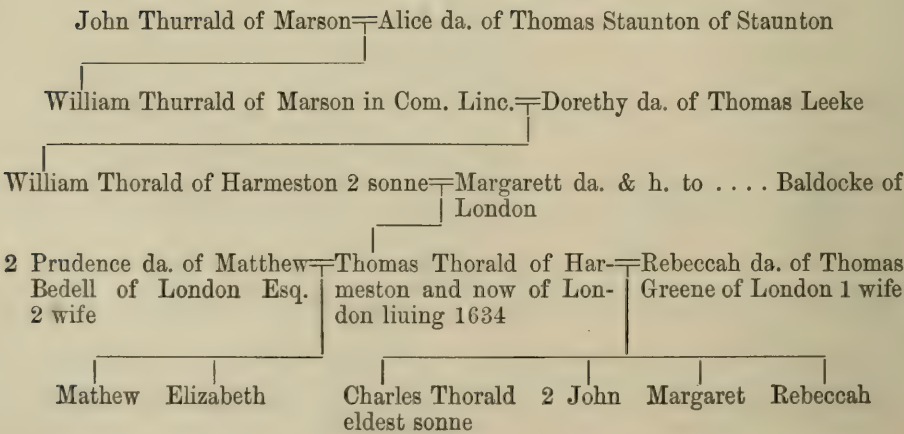 John Thurrald of Marson=Alice da. of Thomas Staunton of Staunton
William Thurrald of Marson in Com. Linc.=Dorethy da. of Thomas Leeke
William Thorald of Harmeston 2 sonne=Margarett da. & h. to .... Baldocke of
London
2 Prudence da. of Matthew=Thomas Thorald of Har-=Rebeccah da. of Thomas
Bedell of London Esq. meston and now of Lon- Greene of London 1 wife
2 wife don liuing 1634
Mathew Elizabeth Charles Thorald 2 John Margaret Rebeccah
eldest sonne